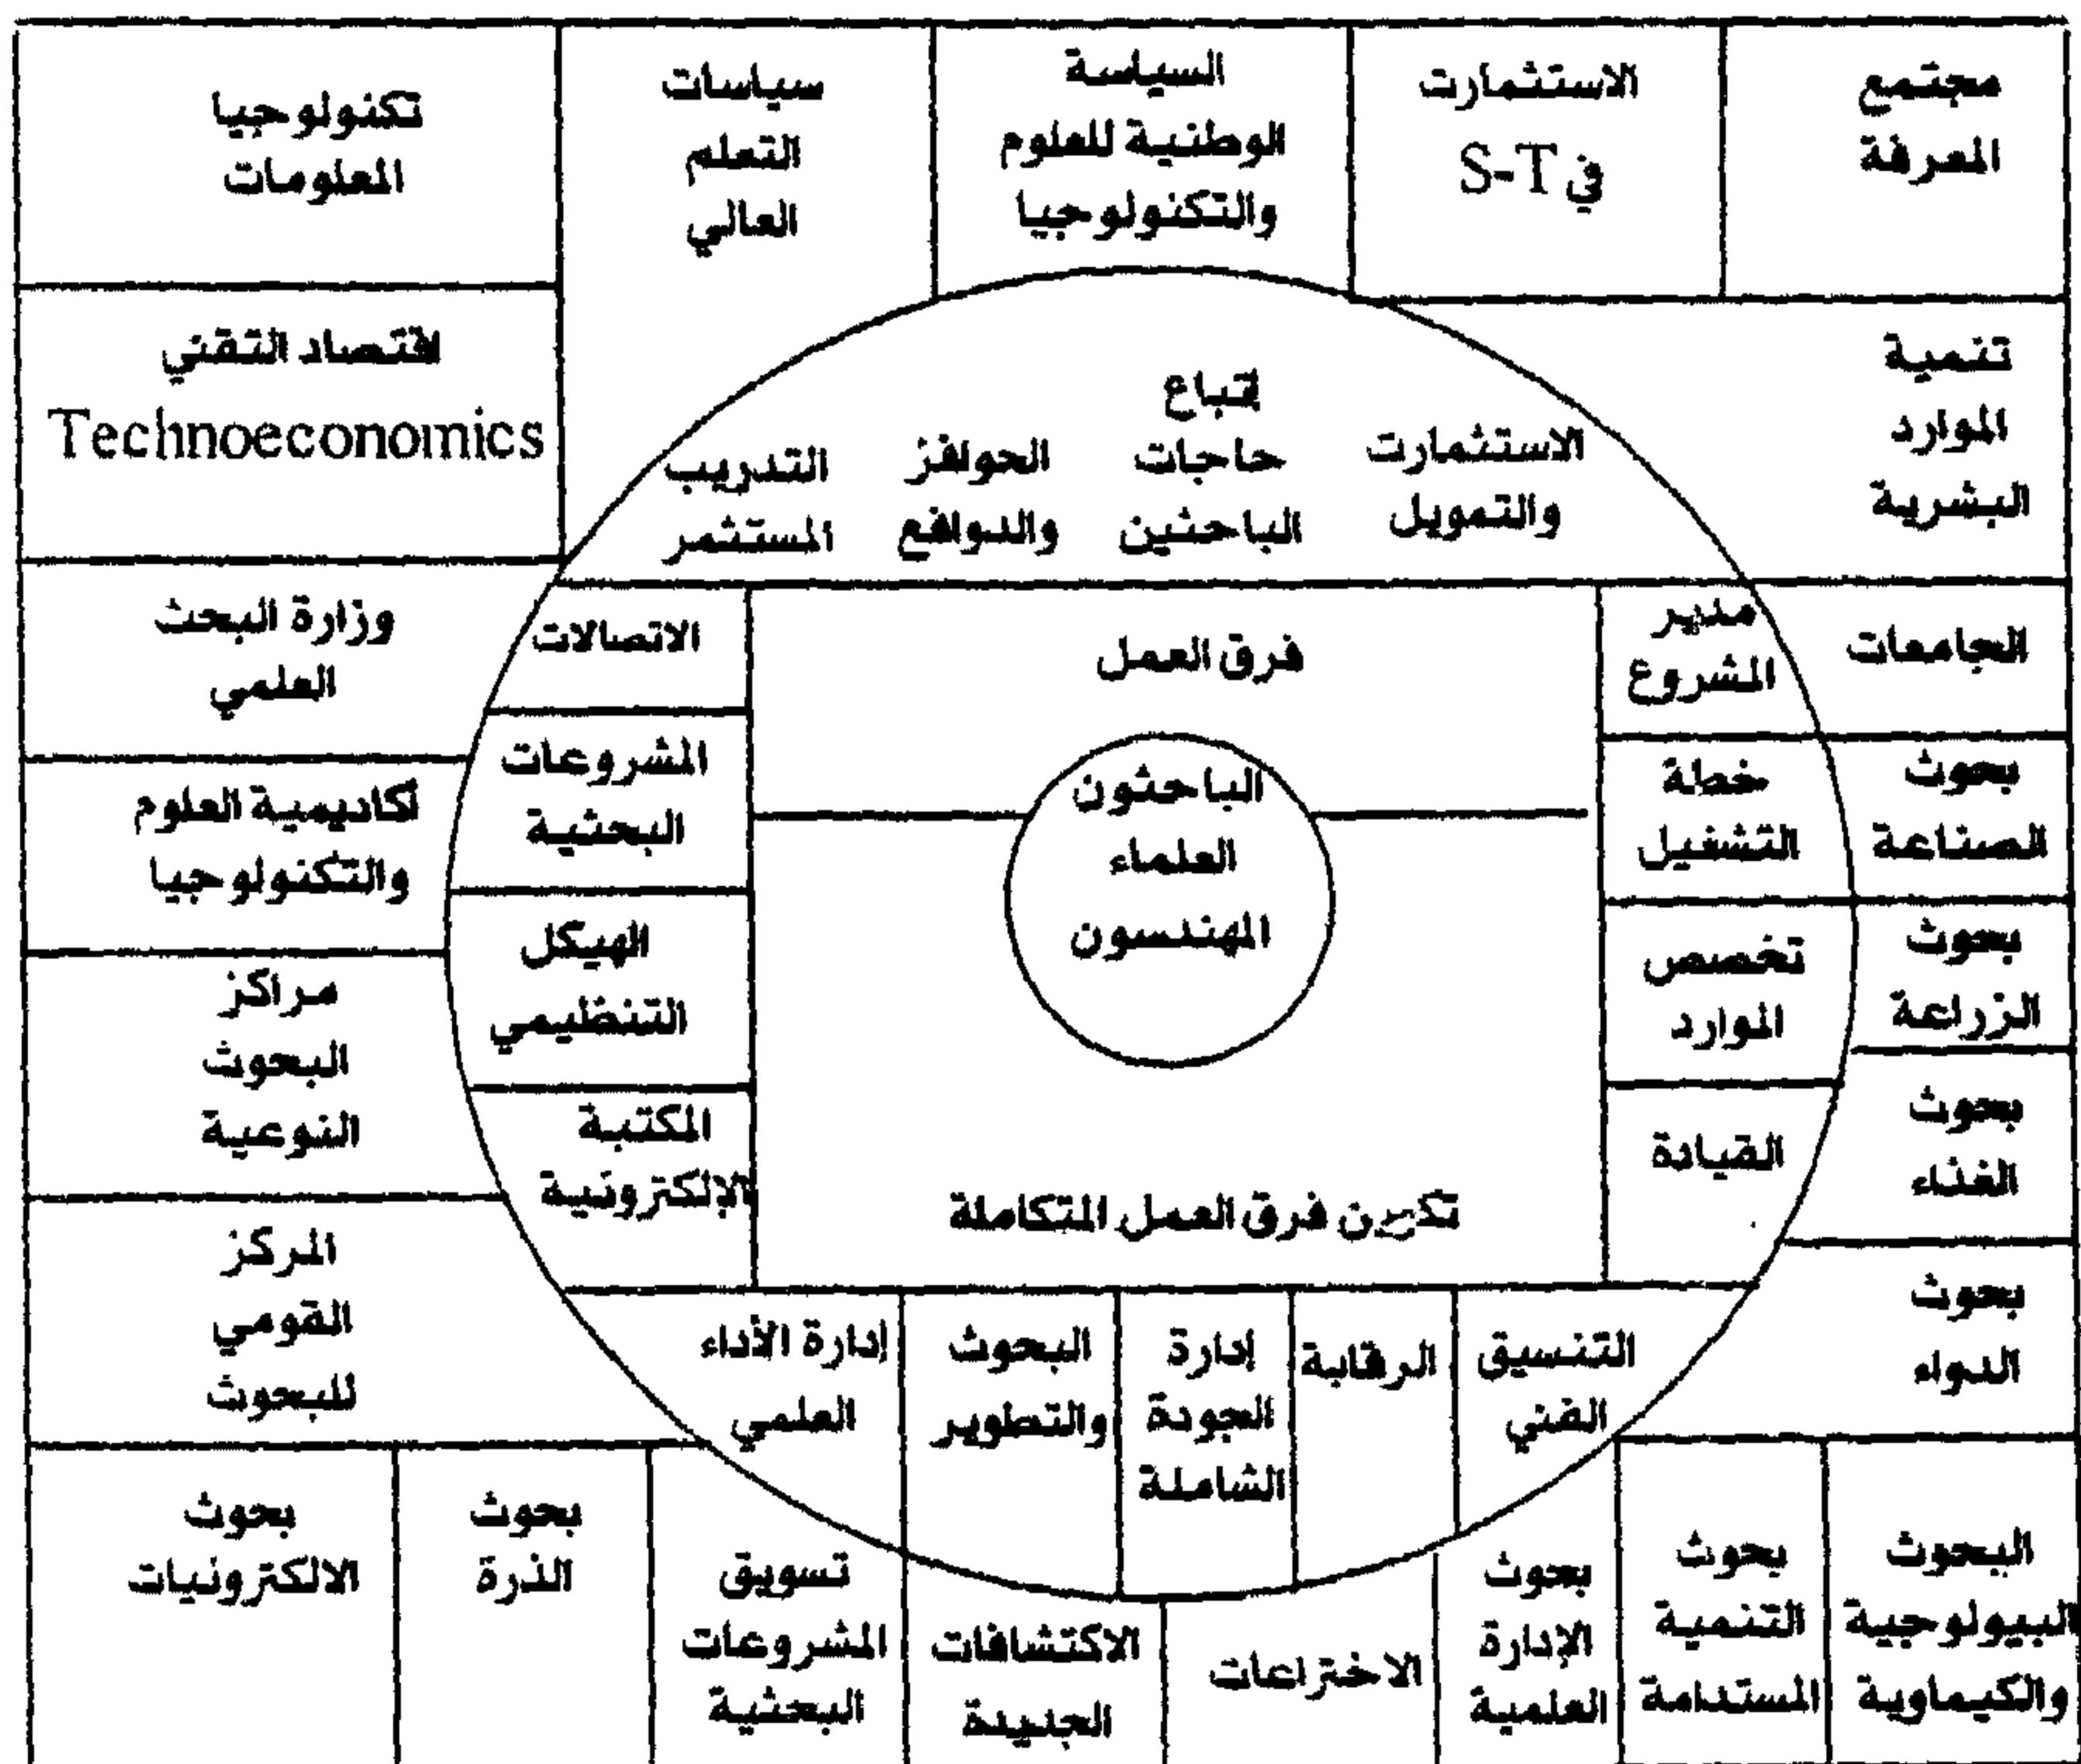 مجتمع
المعرفة
الاستثمارت
في S-T
السياسة
الوطنية للعلوم
والتكنولوجيا
سياسات
التعلم
العالي
تكنولوجيا
المعلومات
اقتصاد التقني
Technoeconomics
تنمية
الموارد
البشرية
الاستثمارت
والتمويل
حاجات
الباحثين
الحوافز
والدوافع
التدريب
المستثمر
الجامعات
مدير
المشروع
فرق العمل
الاتصالات
وزارة البحث
العلمي
بحوث
الصناعة
خطة
التشغيل
الباحثون
العلماء
المهندسون
المشروعات
البحثية
أكاديمية العلوم
والتكنولوجيا
بحوث
الزراعة
تخصص
الموارد
الهيكل
التنظيمي
مراكز
البحوث
النوعية
بحوث
الغذاء
القيادة
تكوين فرق العمل المتكاملة
المكتبة
الإلكترونية
المركز
القومي
للبحوث
بحوث
الدواء
التنسيق
الفني
الرقابة
إدارة
الجودة
الشاملة
البحوث
والتطوير
إدارة الأداء
العلمي
البحوث
البيولوجية
والكيماوية
بحوث
التنمية
المستدامة
بحوث
الإدارة
العلمية
الاختراعات
الاكتشافات
الجديدة
تسويق
المشروعات
البحثية
بحوث
الذرة
بحوث
الالكترونيات